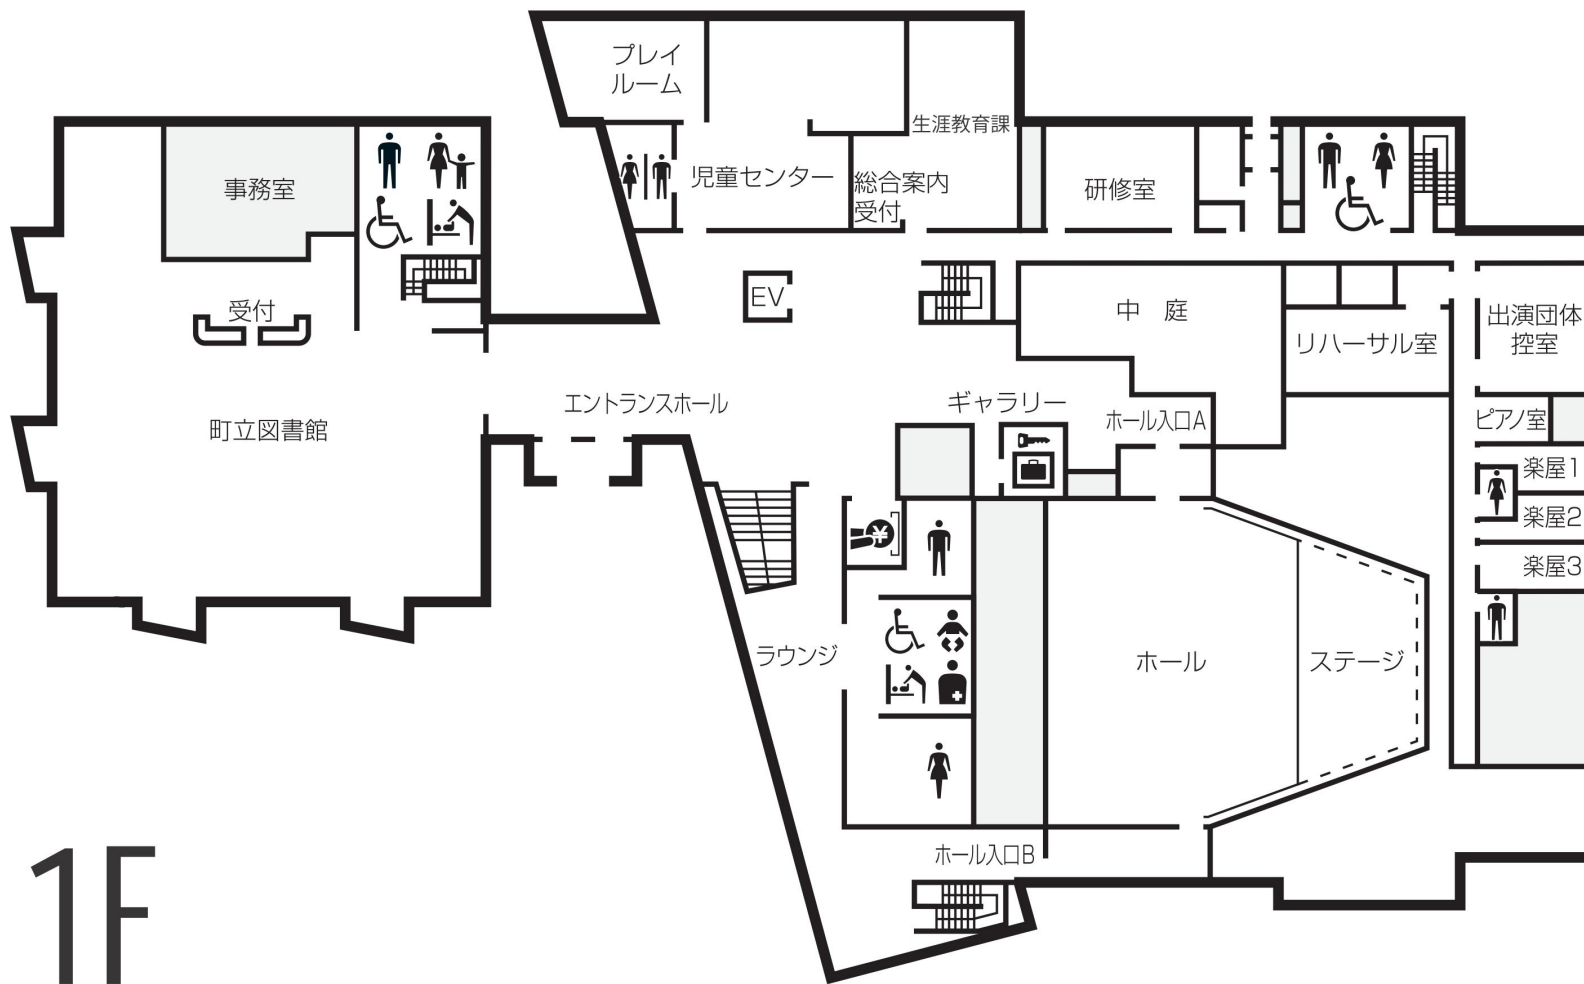 プレイ
ルーム
生涯教育課
児童センター
総合案内
受付
研修室
事務室
EV
中 庭
受付
リハーサル室
出演団体
控室
町立図書館
エントランスホール
ギャラリー
ホール入口A
ピアノ室
楽屋1
楽屋2
楽屋3
¥
ラウンジ
ホール
ステージ
ホール入口B
1F